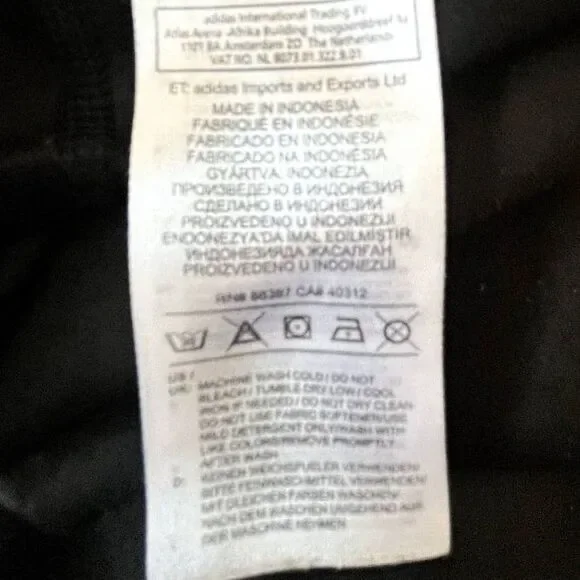 adidas International Trading BV
Atlas Arena -Afrika Building Hoogoorddreef 9a
1101 BA Amsterdam ZO The Netherlands
VAT NO. NL 8073.01.322.B.01
ET: adidas Imports and Exports Ltd
MADE IN INDONESIA
FABRIQUÉ EN INDONÉSIE
FABRICADO EN INDONESIA
FABRICADO NA INDONÉSIA
GYÁRTVA: INDONÉZIA
ПРОИЗВЕДЕНО В ИНДОНЕЗИЯ
СДЕЛАНО В ИНДОНЕЗИИ
PROIZVEDENO U INDONEZIJI
ENDONEZYA'DA IMAL EDILMIŞTIR
ИНДОНЕЗИЯДА ЖАСАЛҒАН
PROIZVEDENO U INDONEZIJI
RN# 88387 CA# 40312
US /
UK: MACHINE WASH COLD / DO NOT
BLEACH / TUMBLE DRY LOW / COOL
IRON IF NEEDED / DO NOT DRY CLEAN
DO NOT USE FABRIC SOFTENER/USE
MILD DETERGENT ONLY/WASH WITH
LIKE COLORS/REMOVE PROMPTLY
AFTER WASH
D: KEINEN WEICHSPUELER VERWENDEN/
BITTE FEINWASCHMITTEL VERWENDEN
MIT GLEICHEN FARBEN WASCHEN/
NACH DEM WASCHEN UMGEHEND AUS
DER MASCHINE NEHMEN